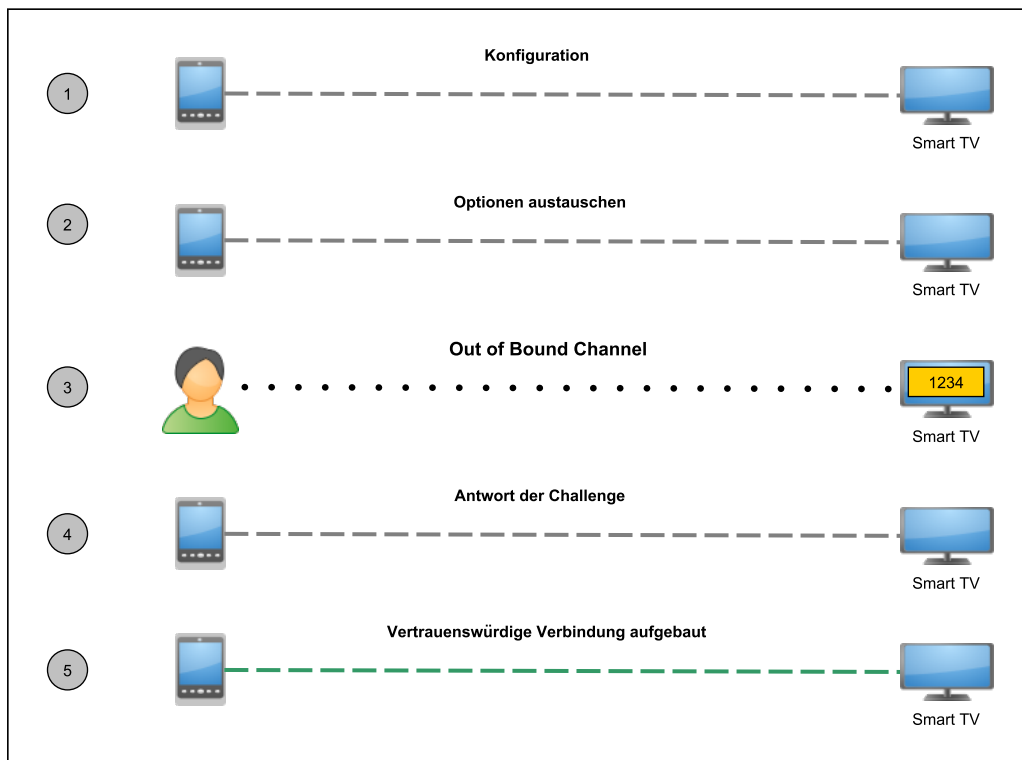 Konfiguration
1
Smart TV
Optionen austauschen
2
Smart TV
Out of Bound Channel
3
1234
Smart TV
Antwort der Challenge
4
Smart TV
Vertrauenswürdige Verbindung aufgebaut
5
Smart TV